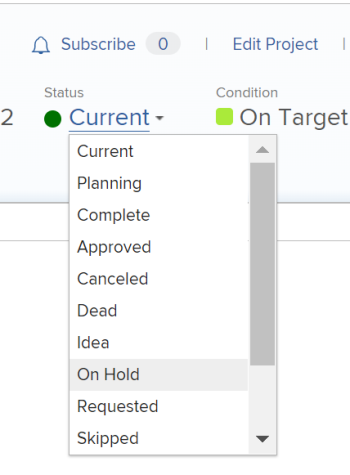 Subscribe 0 | Edit Project |
Status Condition
2 Current On Target
Current
Planning
Complete
Approved
Canceled
Dead
Idea
On Hold
Requested
Skipped